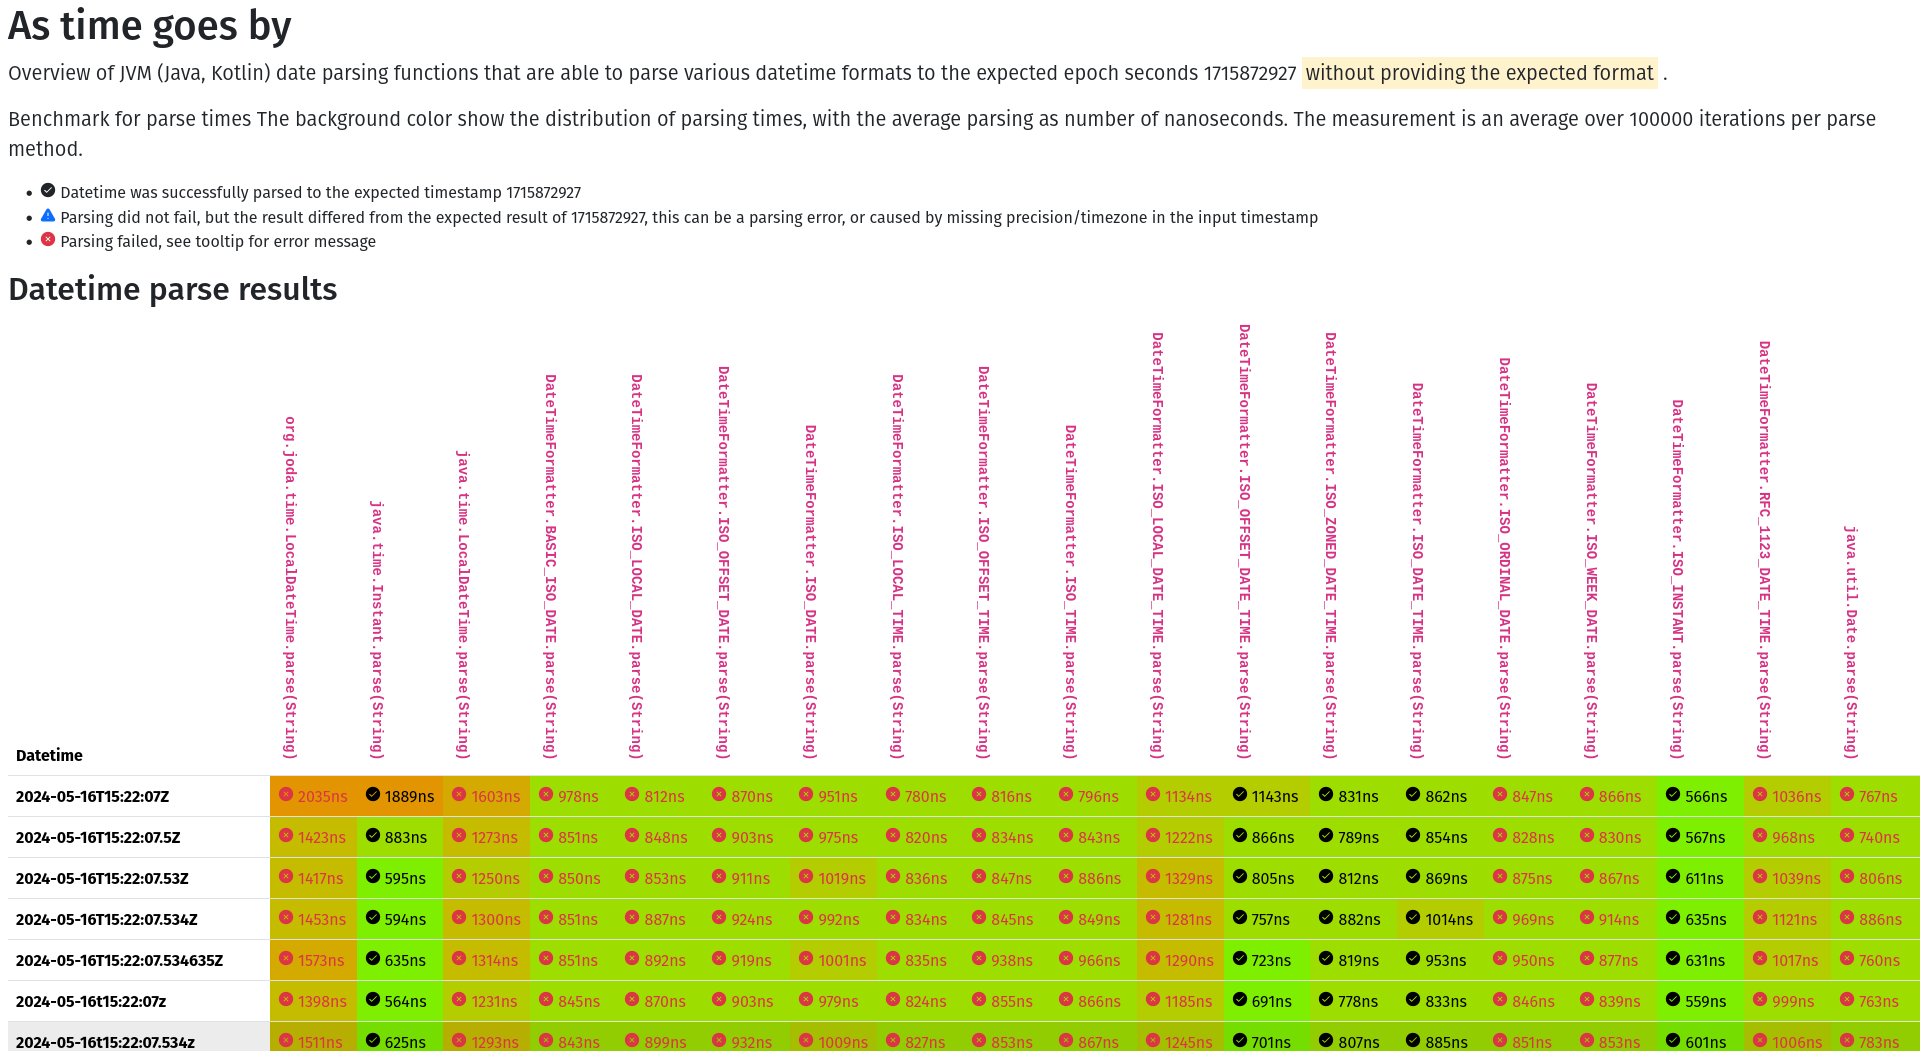 As time goes by
Overview of JVM (Java, Kotlin) date parsing functions that are able to parse various datetime formats to the expected epoch seconds 1715872927 without providing the expected format .
Benchmark for parse times The background color show the distribution of parsing times, with the average parsing as number of nanoseconds. The measurement is an average over 100000 iterations per parse
method.
Datetime was successfully parsed to the expected timestamp 1715872927
Parsing did not fail, but the result differed from the expected result of 1715872927, this can be a parsing error, or caused by missing precision/timezone in the input timestamp
Parsing failed, see tooltip for error message
Datetime parse results
Datetime
org.joda.time.LocalDateTime.parse(String)
java.time.Instant.parse(String)
java.time.LocalDateTime.parse(String)
DateTimeFormatter.BASIC_ISO_DATE.parse(String)
DateTimeFormatter.ISO_LOCAL_DATE.parse(String)
DateTimeFormatter.ISO_OFFSET_DATE.parse(String)
DateTimeFormatter.ISO_DATE.parse(String)
DateTimeFormatter.ISO_LOCAL_TIME.parse(String)
DateTimeFormatter.ISO_OFFSET_TIME.parse(String)
DateTimeFormatter.ISO_TIME.parse(String)
DateTimeFormatter.ISO_LOCAL_DATE_TIME.parse(String)
DateTimeFormatter.ISO_OFFSET_DATE_TIME.parse(String)
DateTimeFormatter.ISO_ZONED_DATE_TIME.parse(String)
DateTimeFormatter.ISO_DATE_TIME.parse(String)
DateTimeFormatter.ISO_ORDINAL_DATE.parse(String)
DateTimeFormatter.ISO_WEEK_DATE.parse(String)
DateTimeFormatter.ISO_INSTANT.parse(String)
DateTimeFormatter.RFC_1123_DATE_TIME.parse(String)
java.util.Date.parse(String)
2024-05-16T15:22:07Z 2035ns 1889ns 1603ns 978ns 812ns 870ns 951ns 780ns 816ns 796ns 1134ns 1143ns 831ns 862ns 847ns 866ns 566ns 1036ns 767ns
2024-05-16T15:22:07.5Z 1423ns 883ns 1273ns 851ns 848ns 903ns 975ns 820ns 834ns 843ns 1222ns 866ns 789ns 854ns 828ns 830ns 567ns 968ns 740ns
2024-05-16T15:22:07.53Z 1417ns 595ns 1250ns 850ns 853ns 911ns 1019ns 836ns 847ns 886ns 1329ns 805ns 812ns 869ns 875ns 867ns 611ns 1039ns 806ns
2024-05-16T15:22:07.534Z 1453ns 594ns 1300ns 851ns 887ns 924ns 992ns 834ns 845ns 849ns 1281ns 757ns 882ns 1014ns 969ns 914ns 635ns 1121ns 886ns
2024-05-16T15:22:07.534635Z 1573ns 635ns 1314ns 851ns 892ns 919ns 1001ns 835ns 938ns 966ns 1290ns 723ns 819ns 953ns 950ns 877ns 631ns 1017ns 760ns
2024-05-16t15:22:07z 1398ns 564ns 1231ns 845ns 870ns 903ns 979ns 824ns 855ns 866ns 1185ns 691ns 778ns 833ns 846ns 839ns 559ns 999ns 763ns
2024-05-16t15:22:07.534z 1511ns 625ns 1293ns 843ns 899ns 932ns 1009ns 827ns 853ns 867ns 1245ns 701ns 807ns 885ns 851ns 853ns 601ns 1006ns 783ns